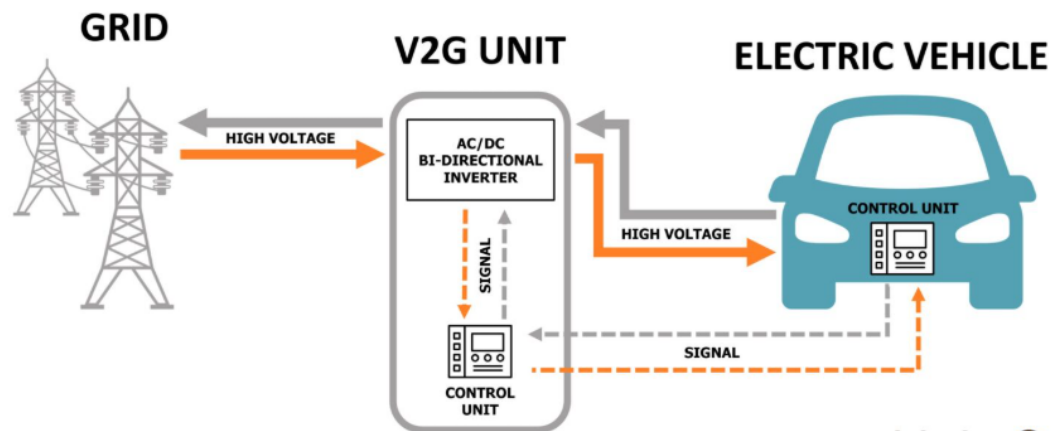 GRID
V2G UNIT
ELECTRIC VEHICLE
HIGH VOLTAGE
AC/DC
BI-DIRECTIONAL
INVERTER
CONTROL UNIT
HIGH VOLTAGE
SIGNAL
SIGNAL
CONTROL
UNIT